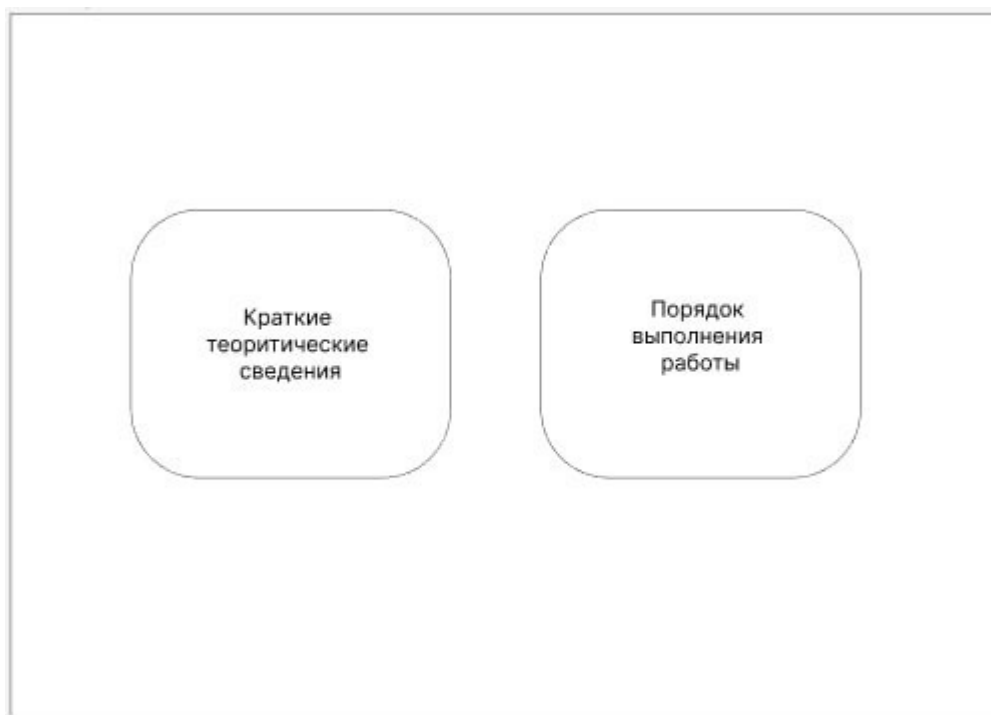 Краткие
теоритические
сведения
Порядок
выполнения
работы